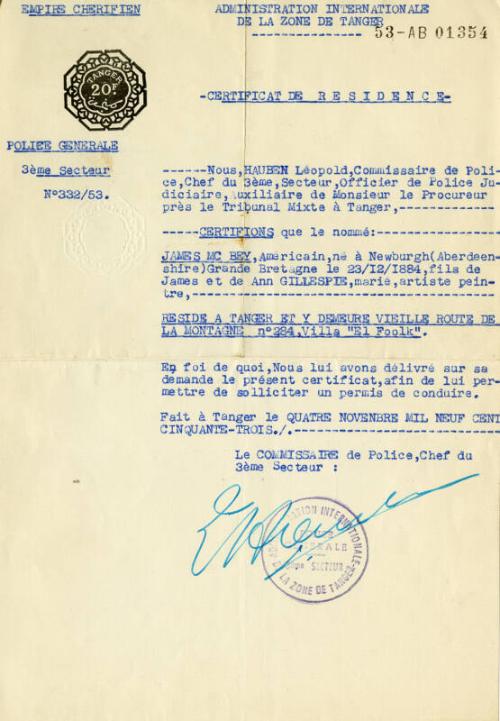 EMPIRE CHERIFIEN
ADMINISTRATION INTERNATIONALE
DE LA ZONE DE TANGER
---------------
53-AB 01354
TANGER
20F
-CERTIFICAT DE R E S I D E N C E-
POLICE GENERALE
3ème Secteur
N°332/53.
------Nous,HAUBEN Léopold,Commissaire de Poli-
ce,Chef du 3ème,Secteur,Officier de Police Ju-
diciaire,Auxiliaire de Monsieur le Procureur
près le Tribunal Mixte à Tanger,------------
-----CERTIFIONS que le nommé:-----------------
JAMES MC BEY,Américain,né à Newburgh(Aberdeen-
shire)Grande Bretagne le 23/12/1884,fils de
James et de Ann GILLESPIE,marié,artiste pein-
tre,------------------------------------------
RESIDE A TANGER ET Y DEMEURE VIEILLE ROUTE DE
LA MONTAGNE n°284,Villa "El Foolk".
En foi de quoi,Nous lui avons délivré sur sa
demande le présent certificat,afin de lui per-
mettre de solliciter un permis de conduire.
Fait à Tanger le QUATRE NOVENBRE MIL NEUF CENT
CINQUANTE-TROIS./.----------------------------
Le COMMISSAIRE de Police,Chef du
3ème Secteur :
ADMINISTRATION INTERNATIONALE
DE LA ZONE DE TANGER
SECTEUR